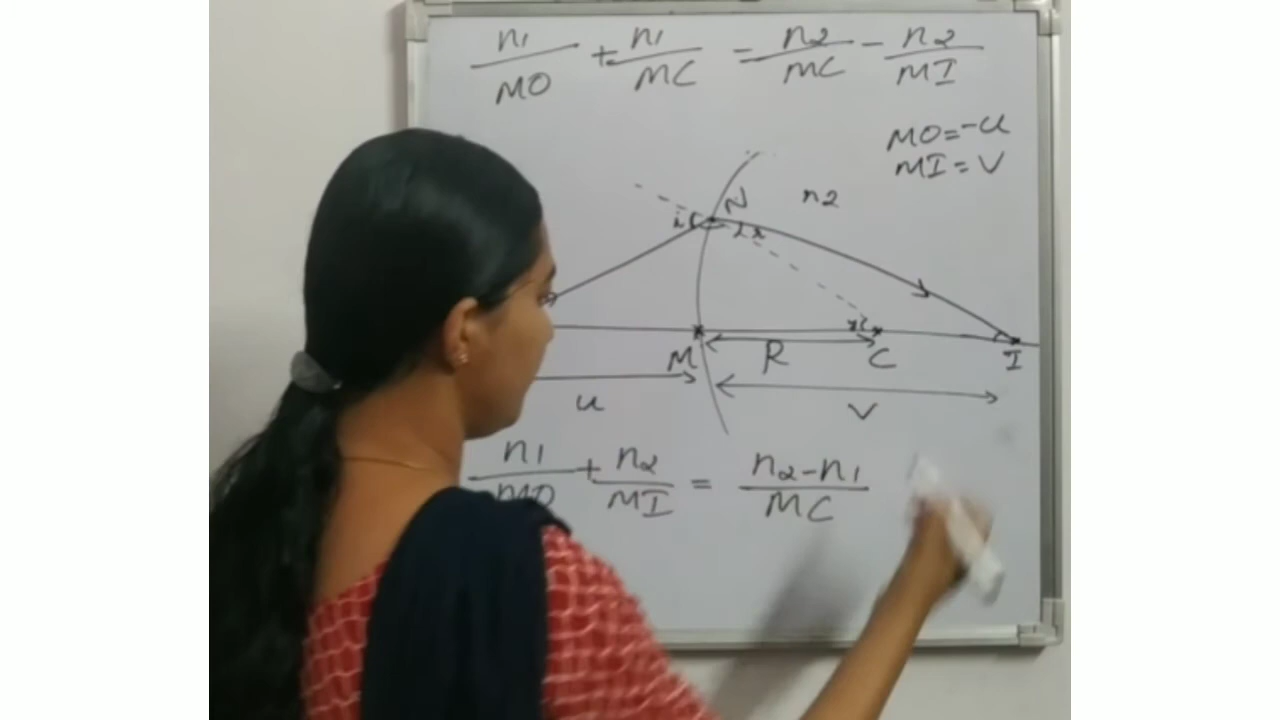 n1/MO + n1/MC = n2/MC - n2/MI
MO = -u
MI = V
N n2
i r
M R C I
u V
n1/MO + n2/MI = n2-n1/MC